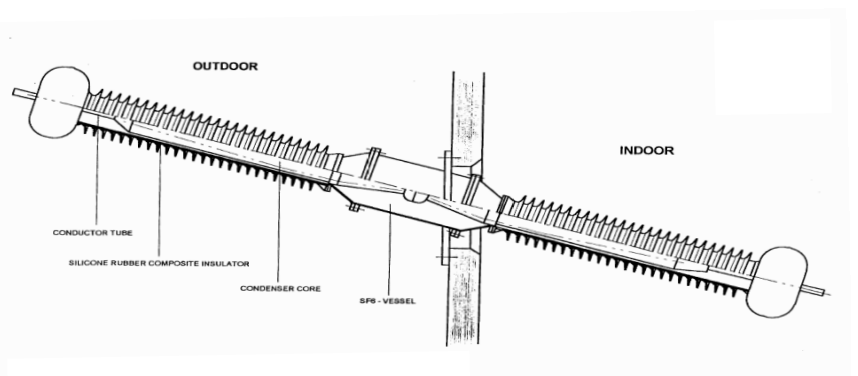 OUTDOOR
INDOOR
CONDUCTOR TUBE
SILICONE RUBBER COMPOSITE INSULATOR
CONDENSER CORE
SF6 - VESSEL